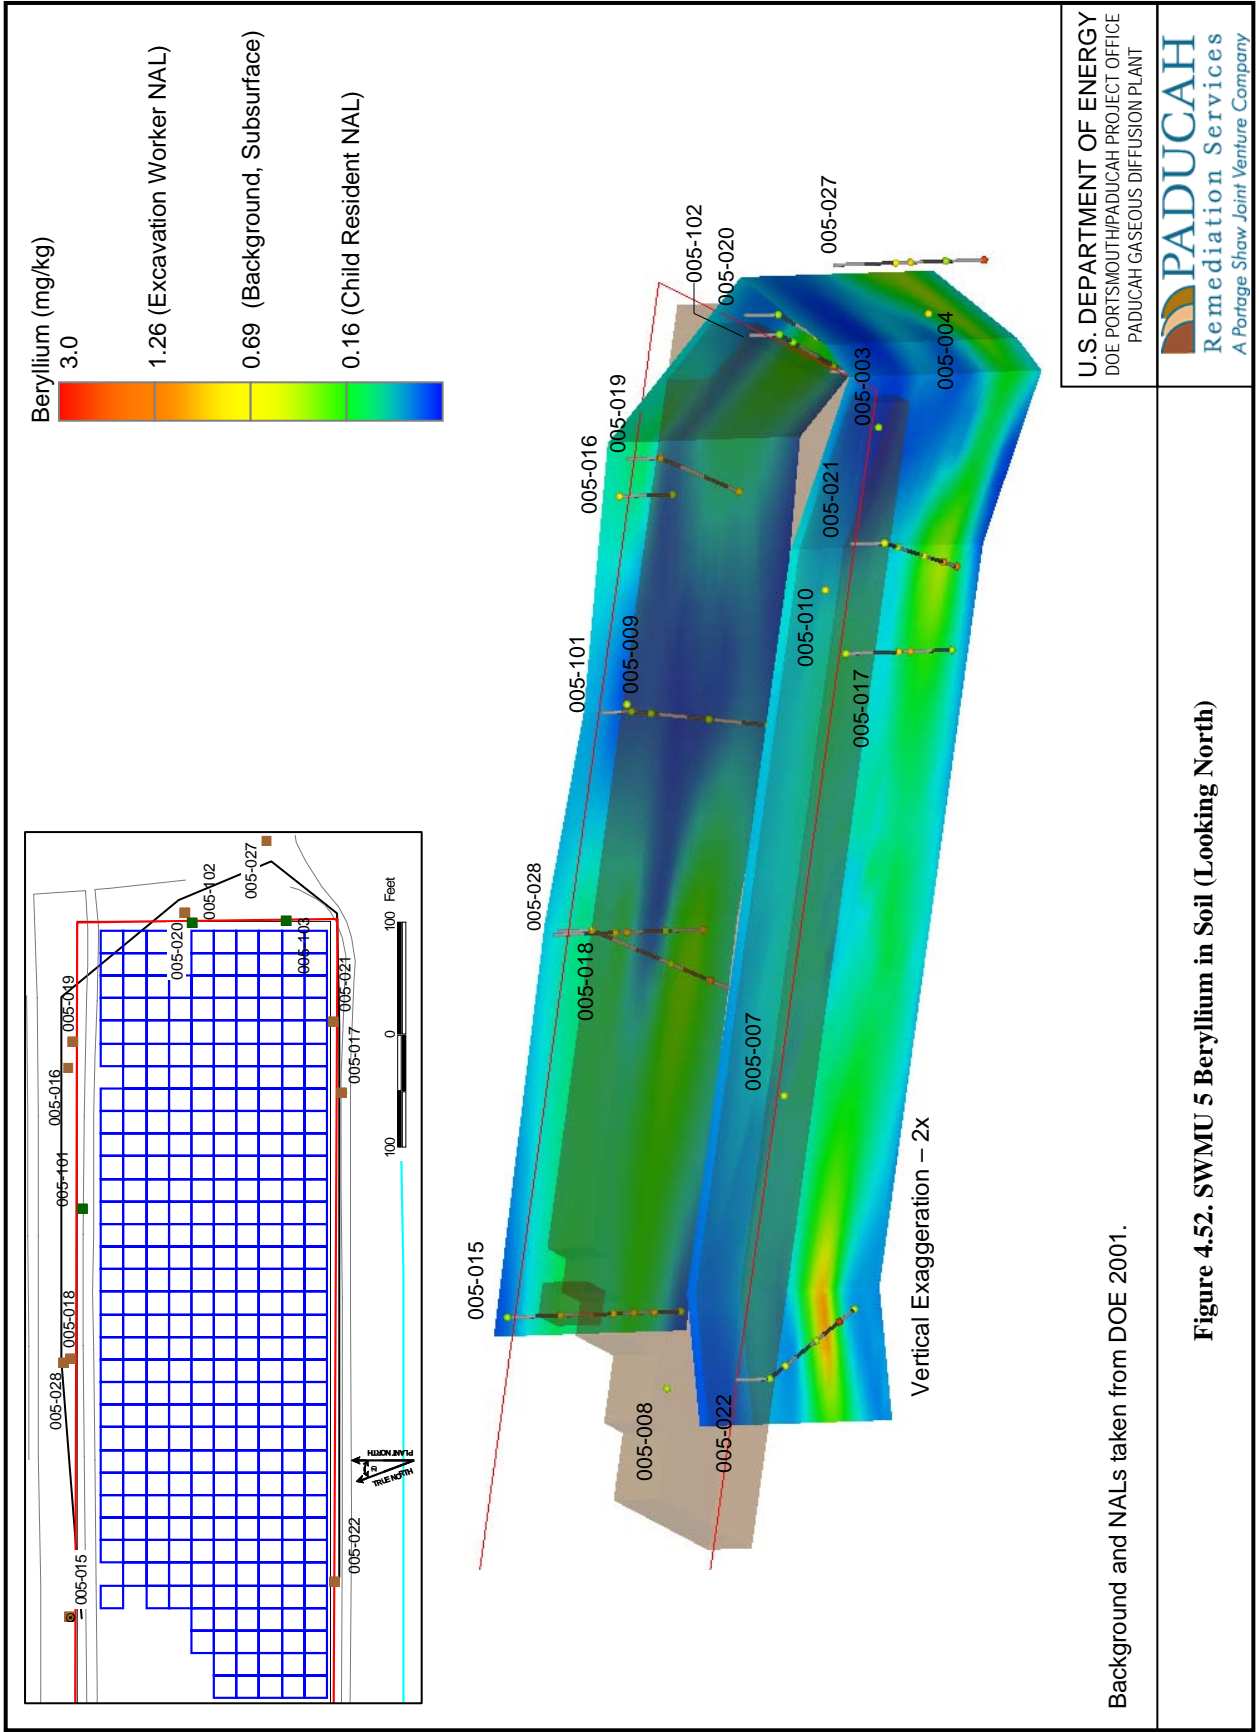 Beryllium (mg/kg)
3.0
1.26 (Excavation Worker NAL)
0.69 (Background, Subsurface)
0.16 (Child Resident NAL)
005-015
005-028
005-018
005-101
005-016
005-019
005-020
005-102
005-027
005-103
005-021
005-017
005-022
TRUE NORTH
PLANT NORTH
100
0
100 Feet
005-015
005-028
005-018
005-101
005-009
005-016
005-019
005-102
005-020
005-027
005-008
005-022
005-007
005-010
005-017
005-021
005-003
005-004
Vertical Exaggeration – 2x
Background and NALs taken from DOE 2001.
U.S. DEPARTMENT OF ENERGY
DOE PORTSMOUTH/PADUCAH PROJECT OFFICE
PADUCAH GASEOUS DIFFUSION PLANT
Figure 4.52. SWMU 5 Beryllium in Soil (Looking North)
PADUCAH
Remediation Services
A Portage Shaw Joint Venture Company